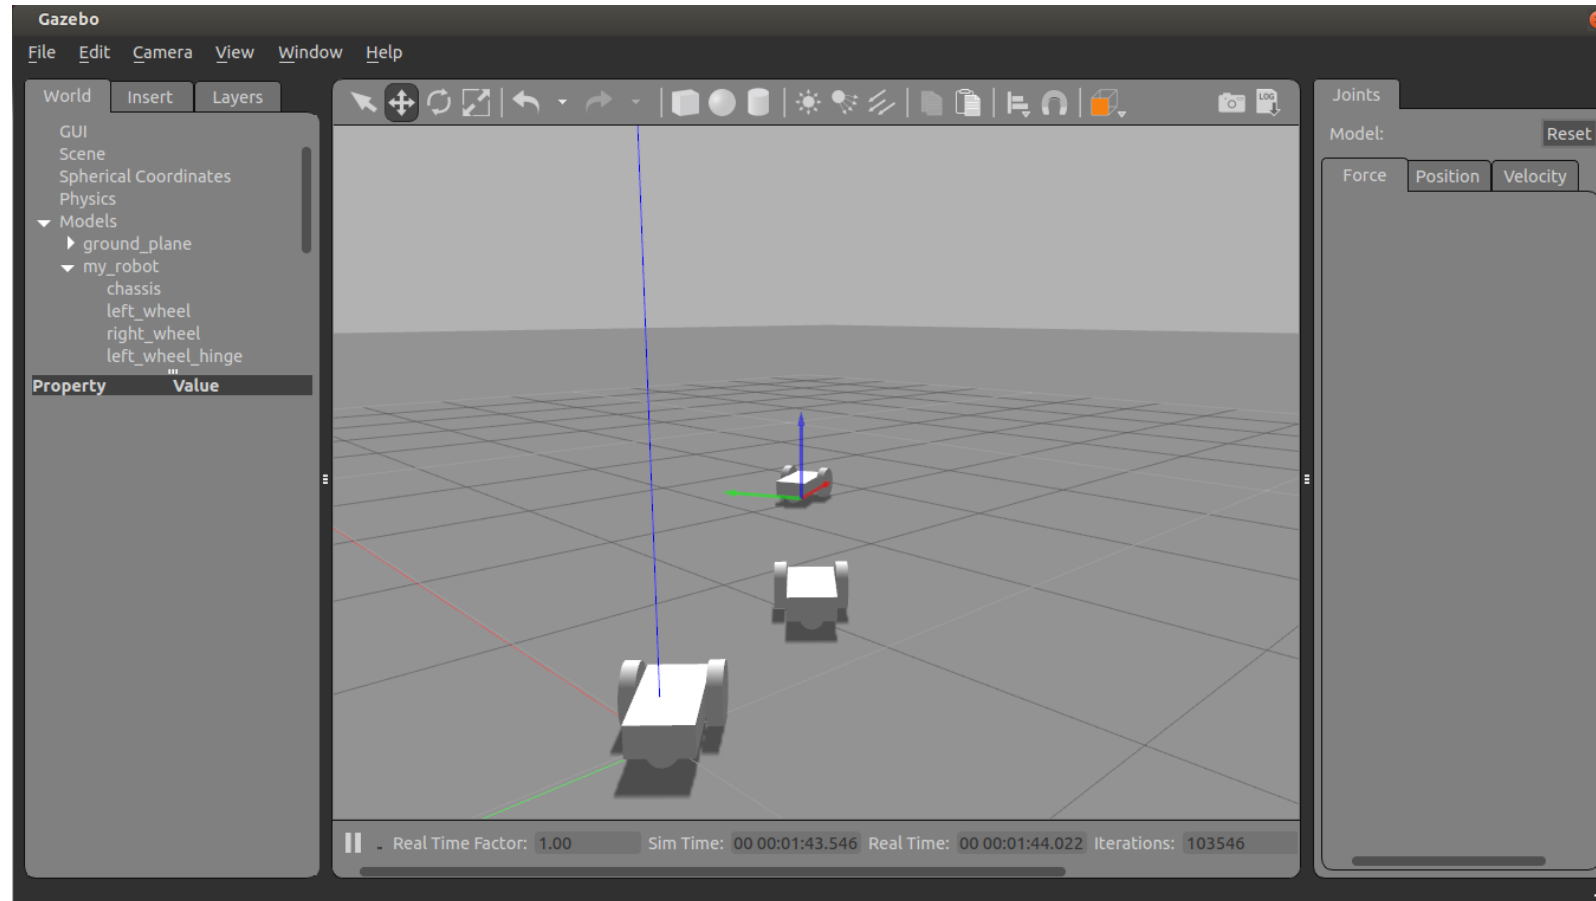 Gazebo
File Edit Camera View Window Help
World Insert Layers
GUI
Scene
Spherical Coordinates
Physics
Models
ground_plane
my_robot
chassis
left_wheel
right_wheel
left_wheel_hinge
Property Value
LOG
Real Time Factor: 1.00 Sim Time: 00 00:01:43.546 Real Time: 00 00:01:44.022 Iterations: 103546
Joints
Model: Reset
Force Position Velocity